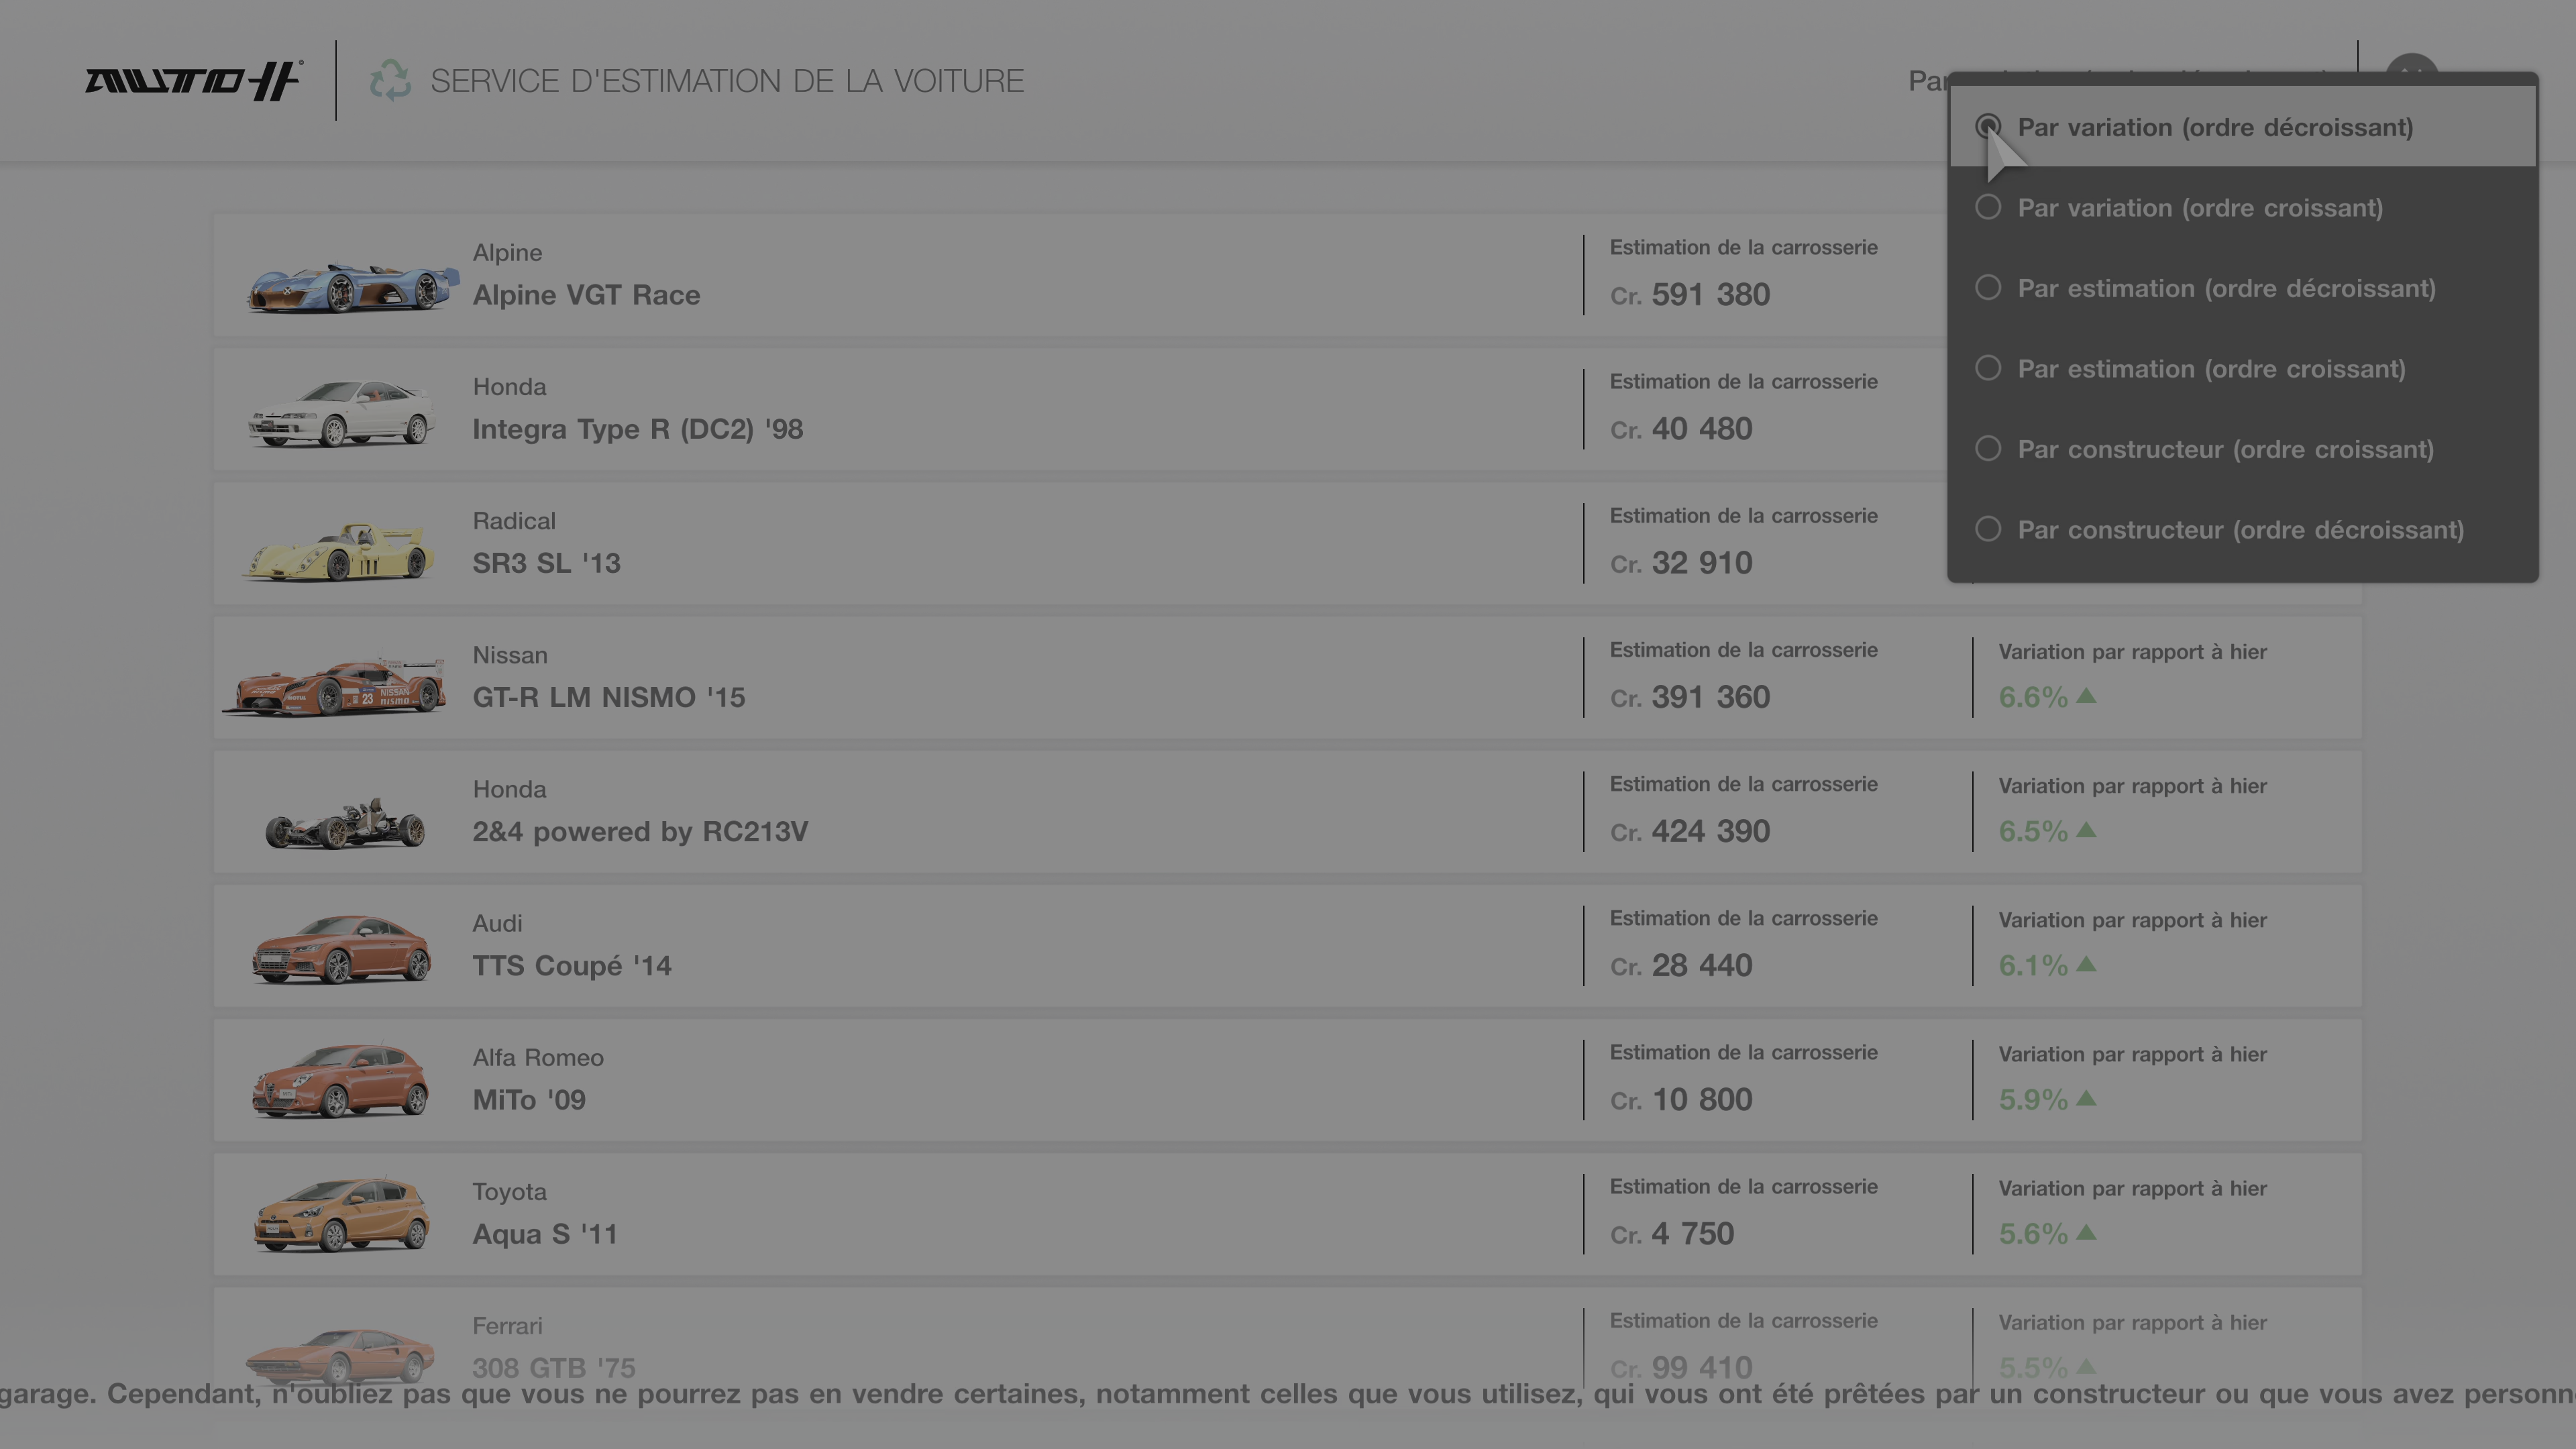 AUTO
SERVICE D'ESTIMATION DE LA VOITURE
Par variation (ordre décroissant)
Par variation (ordre croissant)
Par estimation (ordre décroissant)
Par estimation (ordre croissant)
Par constructeur (ordre croissant)
Par constructeur (ordre décroissant)
Alpine
Alpine VGT Race
Estimation de la carrosserie
Cr. 591 380
Honda
Integra Type R (DC2) '98
Estimation de la carrosserie
Cr. 40 480
Radical
SR3 SL '13
Estimation de la carrosserie
Cr. 32 910
Nissan
GT-R LM NISMO '15
Estimation de la carrosserie
Cr. 391 360
Variation par rapport à hier
6.6% ▲
Honda
2&4 powered by RC213V
Estimation de la carrosserie
Cr. 424 390
Variation par rapport à hier
6.5% ▲
Audi
TTS Coupé '14
Estimation de la carrosserie
Cr. 28 440
Variation par rapport à hier
6.1% ▲
Alfa Romeo
MiTo '09
Estimation de la carrosserie
Cr. 10 800
Variation par rapport à hier
5.9% ▲
Toyota
Aqua S '11
Estimation de la carrosserie
Cr. 4 750
Variation par rapport à hier
5.6% ▲
Ferrari
308 GTB '75
Estimation de la carrosserie
Cr. 99 410
Variation par rapport à hier
5.5% ▲
garage. Cependant, n'oubliez pas que vous ne pourrez pas en vendre certaines, notamment celles que vous utilisez, qui vous ont été prêtées par un constructeur ou que vous avez personn